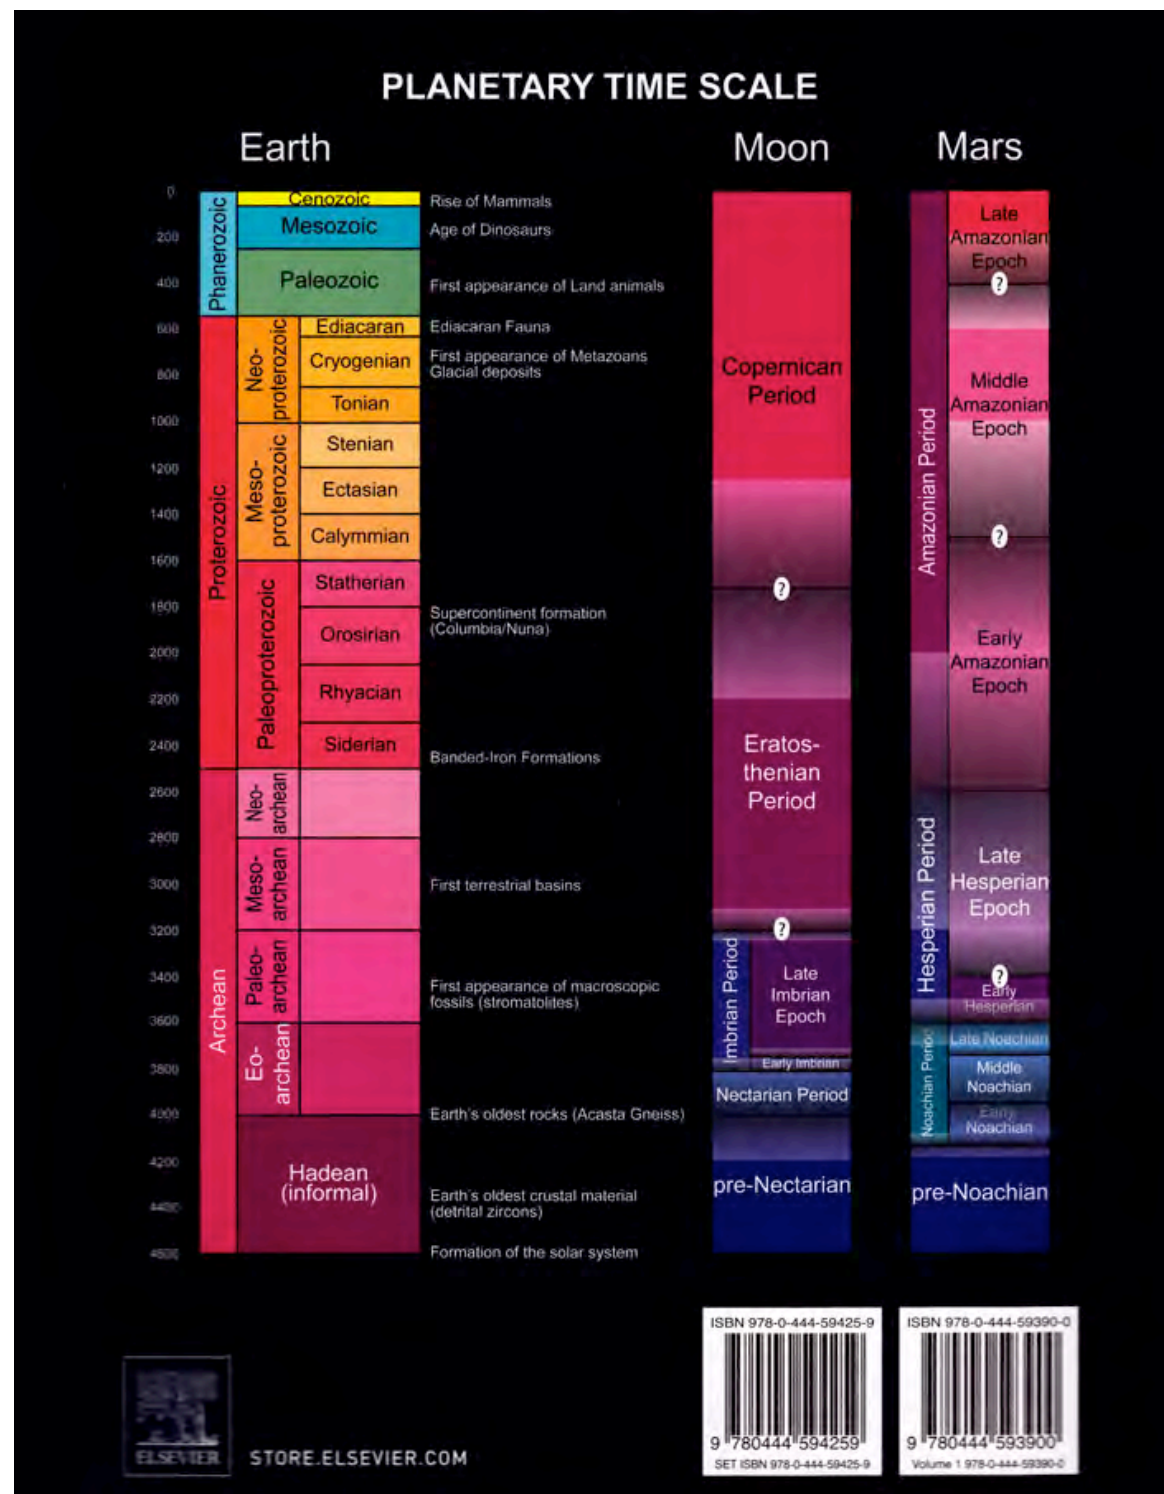 PLANETARY TIME SCALE
Earth
Moon
Mars
0
200
400
600
800
1000
1200
1400
1600
1800
2000
2200
2400
2600
2800
3000
3200
3400
3600
3800
4000
4200
4400
4600
Phanerozoic
Proterozoic
Archean
Cenozoic
Mesozoic
Paleozoic
Neo-
proterozoic
Meso-
proterozoic
Paleoproterozoic
Neo-
archean
Meso-
archean
Paleo-
archean
Eo-
archean
Hadean
(informal)
Ediacaran
Cryogenian
Tonian
Stenian
Ectasian
Calymmian
Statherian
Orosirian
Rhyacian
Siderian
Rise of Mammals
Age of Dinosaurs
First appearance of Land animals
Ediacaran Fauna
First appearance of Metazoans
Glacial deposits
Supercontinent formation
(Columbia/Nuna)
Banded-Iron Formations
First terrestrial basins
First appearance of macroscopic
fossils (stromatolites)
Earth's oldest rocks (Acasta Gneiss)
Earth's oldest crustal material
(detrital zircons)
Formation of the solar system
Copernican
Period
?
Eratos-
thenian
Period
?
Imbrian Period
Late
Imbrian
Epoch
Early Imbrian
Nectarian Period
pre-Nectarian
Amazonian Period
Hesperian Period
Noachian Period
Late
Amazonian
Epoch
?
Middle
Amazonian
Epoch
?
Early
Amazonian
Epoch
Late
Hesperian
Epoch
?
Early
Hesperian
Late Noachian
Middle
Noachian
Early
Noachian
pre-Noachian
ISBN 978-0-444-59425-9
9 780444 594259
SET ISBN 978-0-444-59425-9
ISBN 978-0-444-59390-0
9 780444 593900
Volume 1 978-0-444-59390-0
ELSEVIER
STORE.ELSEVIER.COM